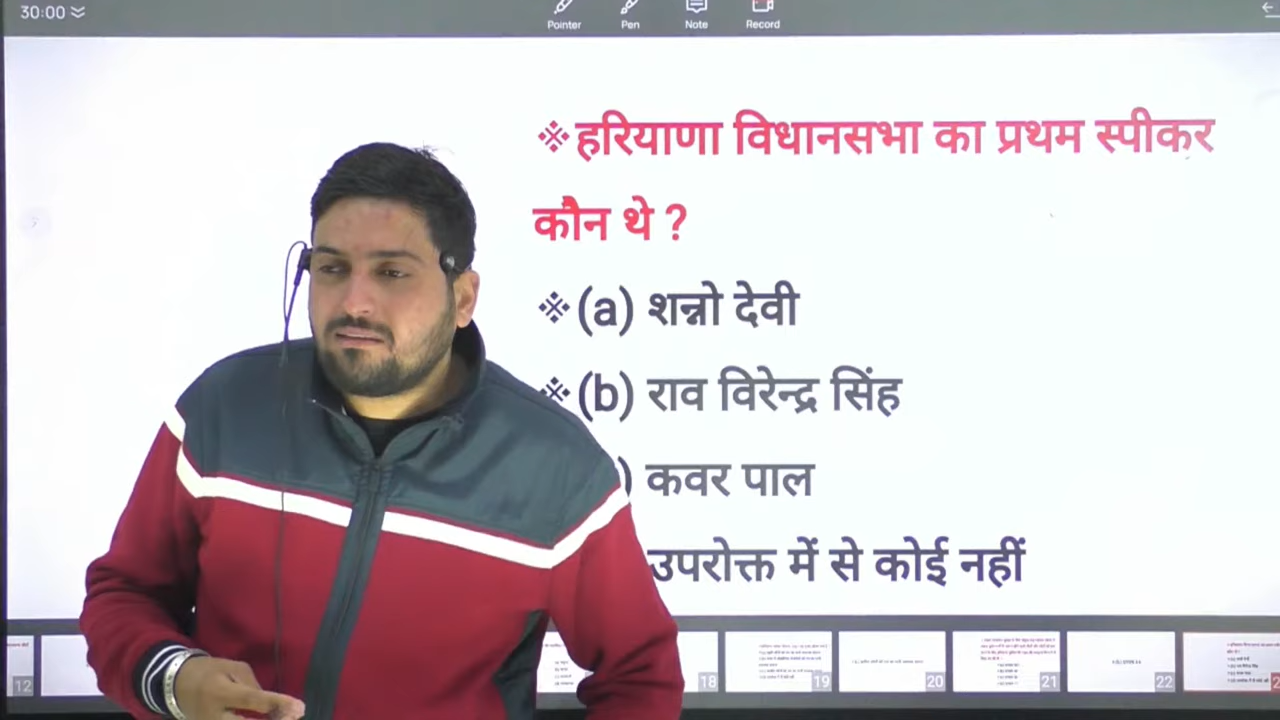 30:00
Pointer Pen Note Record
❖हरियाणा विधानसभा का प्रथम स्पीकर
कौन थे ?
❖(a) शन्नो देवी
❖(b) राव विरेन्द्र सिंह
) कवर पाल
उपरोक्त में से कोई नहीं
12 18 19 20 21 22